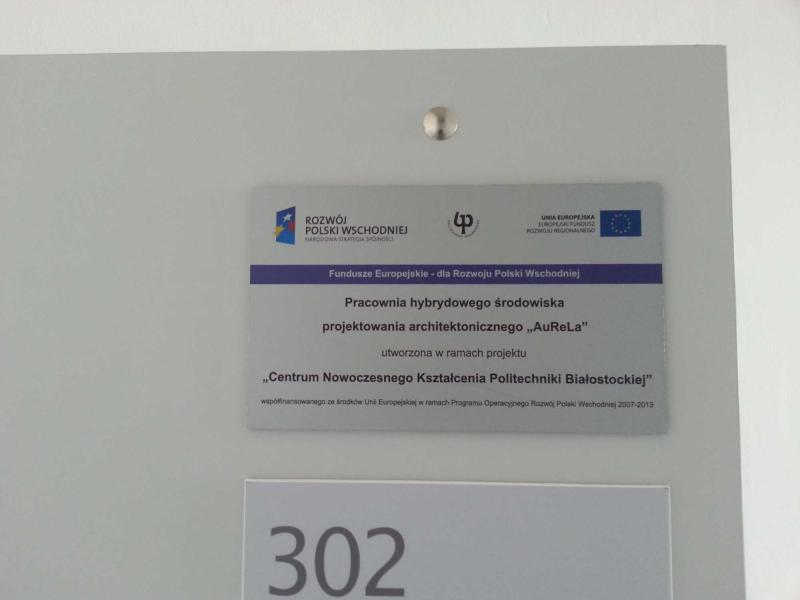 ROZWÓJ
POLSKI WSCHODNIEJ
NARODOWA STRATEGIA SPÓJNOŚCI
UNIA EUROPEJSKA
EUROPEJSKI FUNDUSZ
ROZWOJU REGIONALNEGO
Fundusze Europejskie - dla Rozwoju Polski Wschodniej
Pracownia hybrydowego środowiska
projektowania architektonicznego „AuReLa”
utworzona w ramach projektu
„Centrum Nowoczesnego Kształcenia Politechniki Białostockiej”
współfinansowanego ze środków Unii Europejskiej w ramach Programu Operacyjnego Rozwój Polski Wschodniej 2007-2013
302